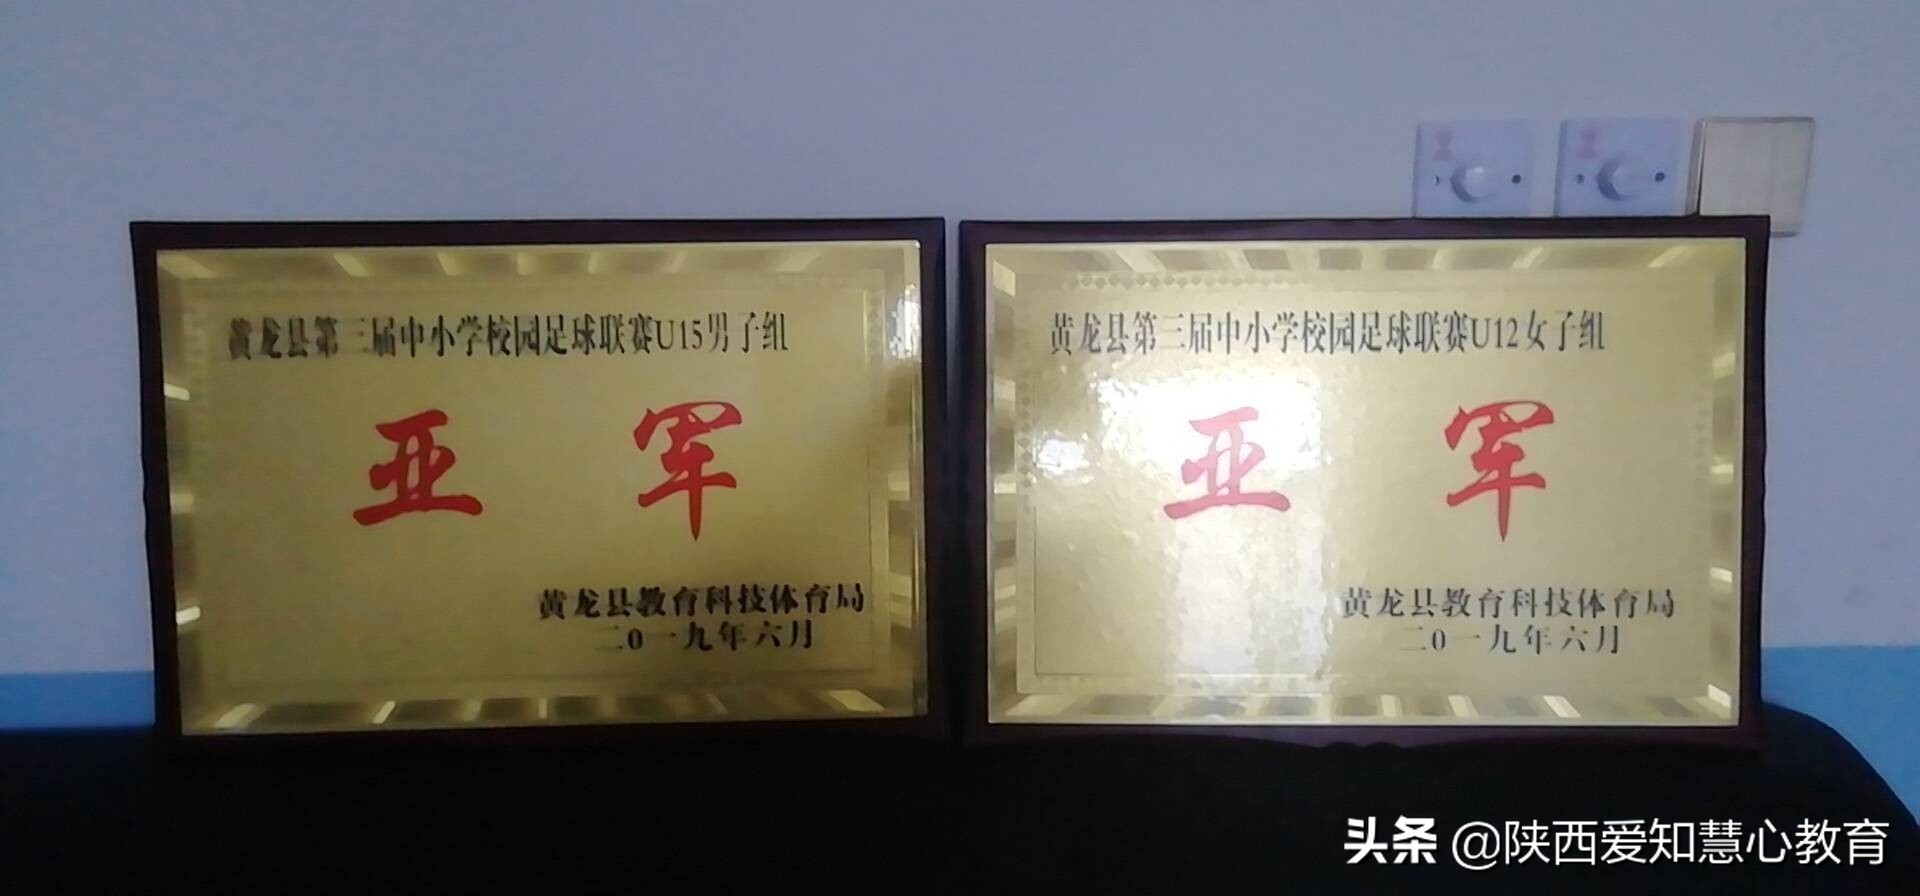 黄龙县第三届中小学校园足球联赛U15男子组
亚军
黄龙县教育科技体育局
二0一九年六月
黄龙县第三届中小学校园足球联赛U12女子组
亚军
黄龙县教育科技体育局
二0一九年六月
头条 @陕西爱知慧心教育